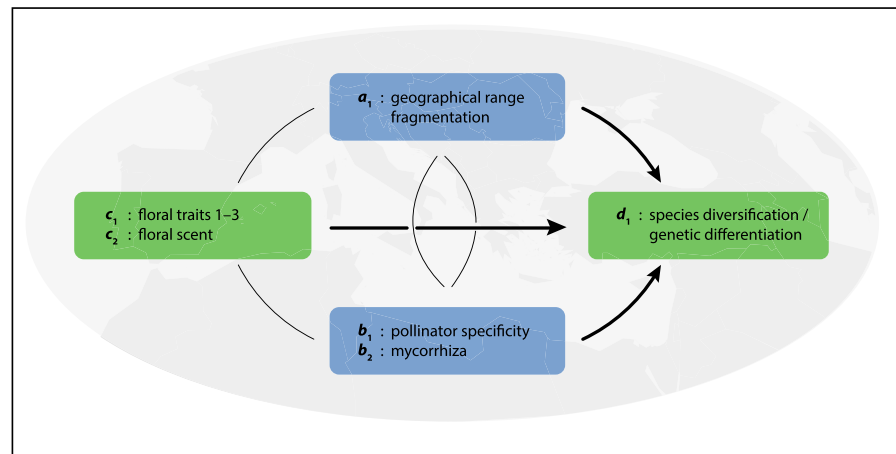 a1 : geographical range
fragmentation
c1 : floral traits 1–3
c2 : floral scent
d1 : species diversification /
genetic differentiation
b1 : pollinator specificity
b2 : mycorrhiza